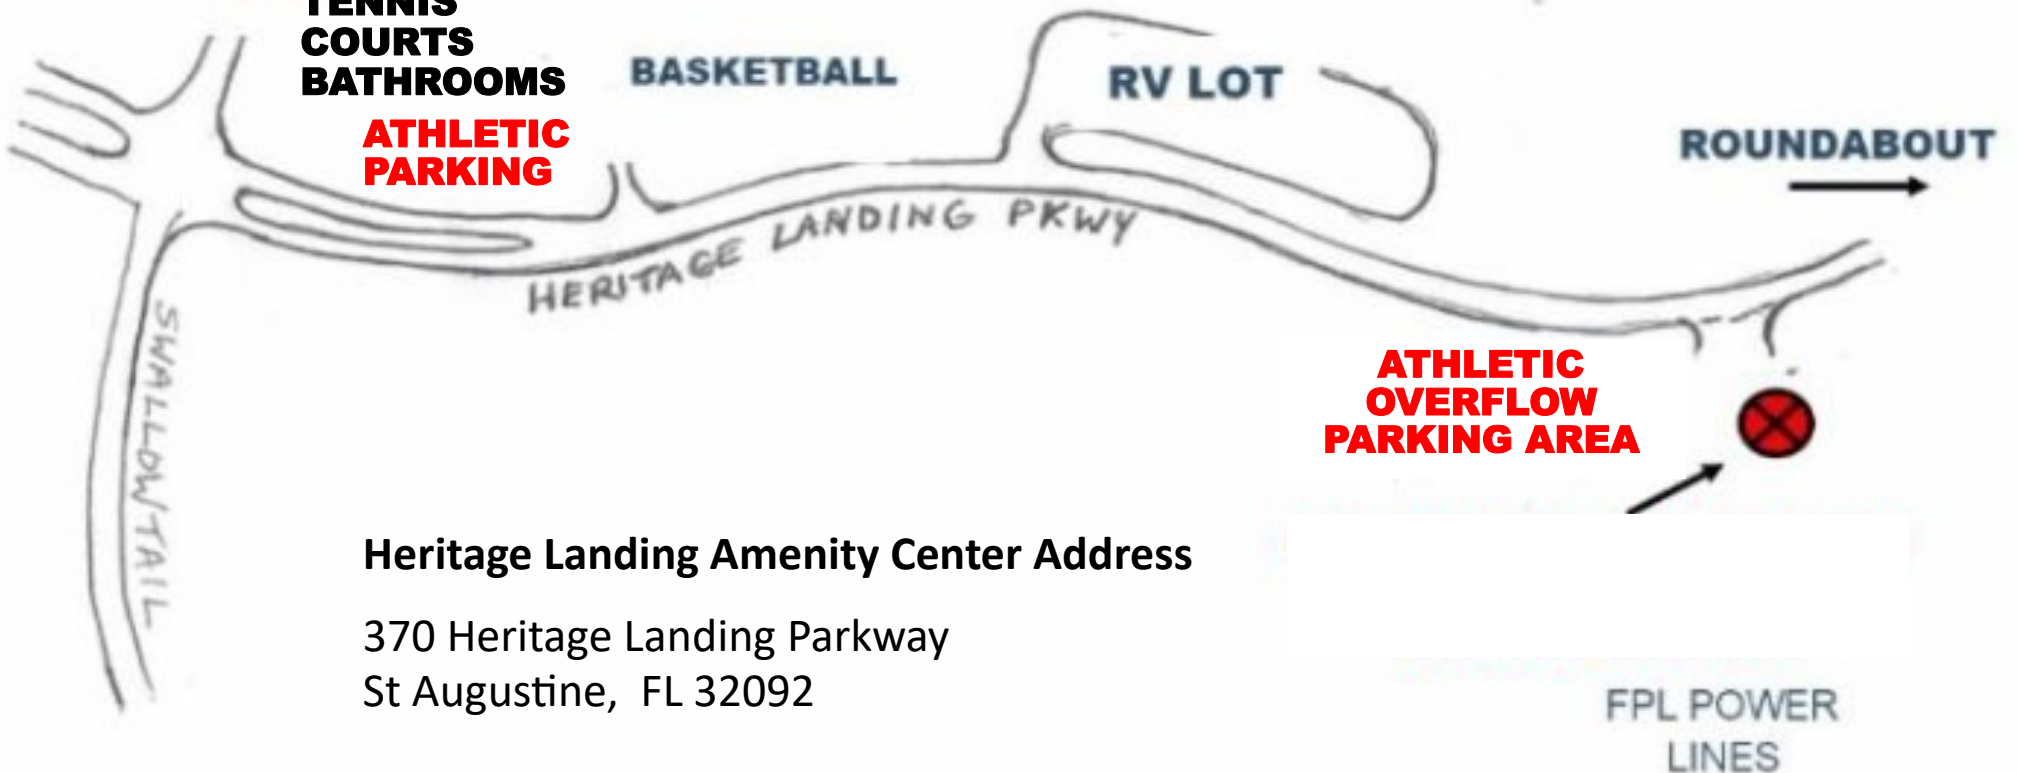 TENNIS
COURTS
BATHROOMS
ATHLETIC
PARKING
BASKETBALL
RV LOT
ROUNDABOUT
HERITAGE LANDING PKWY
SWALLOWTAIL
ATHLETIC
OVERFLOW
PARKING AREA
Heritage Landing Amenity Center Address
370 Heritage Landing Parkway
St Augustine, FL 32092
FPL POWER
LINES